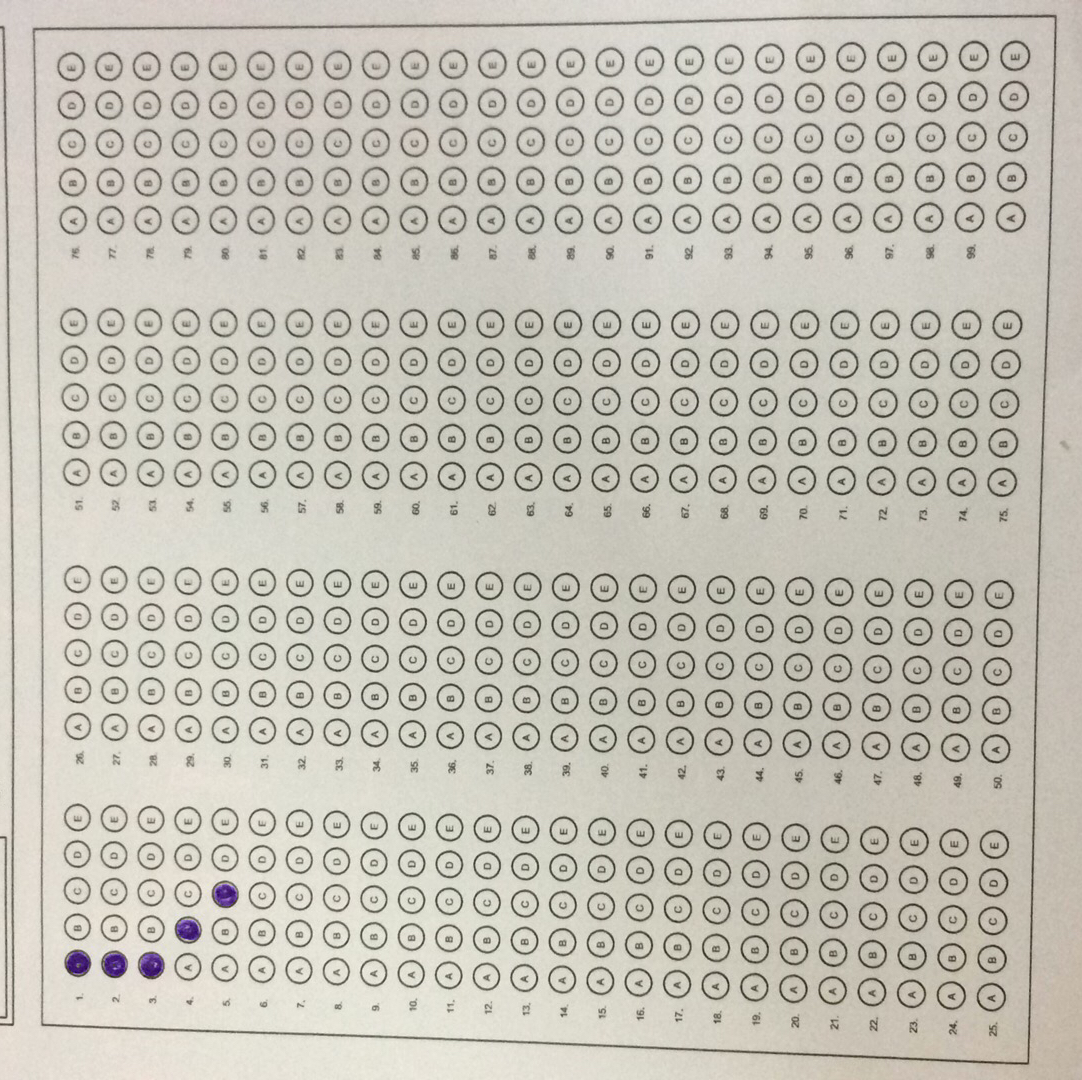 1. B C D E
2. B C D E
3. B C D E
4. A C D E
5. A B D E
6. A B C D E
7. A B C D E
8. A B C D E
9. A B C D E
10. A B C D E
11. A B C D E
12. A B C D E
13. A B C D E
14. A B C D E
15. A B C D E
16. A B C D E
17. A B C D E
18. A B C D E
19. A B C D E
20. A B C D E
21. A B C D E
22. A B C D E
23. A B C D E
24. A B C D E
25. A B C D E
26. A B C D E
27. A B C D E
28. A B C D E
29. A B C D E
30. A B C D E
31. A B C D E
32. A B C D E
33. A B C D E
34. A B C D E
35. A B C D E
36. A B C D E
37. A B C D E
38. A B C D E
39. A B C D E
40. A B C D E
41. A B C D E
42. A B C D E
43. A B C D E
44. A B C D E
45. A B C D E
46. A B C D E
47. A B C D E
48. A B C D E
49. A B C D E
50. A B C D E
51. A B C D E
52. A B C D E
53. A B C D E
54. A B C D E
55. A B C D E
56. A B C D E
57. A B C D E
58. A B C D E
59. A B C D E
60. A B C D E
61. A B C D E
62. A B C D E
63. A B C D E
64. A B C D E
65. A B C D E
66. A B C D E
67. A B C D E
68. A B C D E
69. A B C D E
70. A B C D E
71. A B C D E
72. A B C D E
73. A B C D E
74. A B C D E
75. A B C D E
76. A B C D E
77. A B C D E
78. A B C D E
79. A B C D E
80. A B C D E
81. A B C D E
82. A B C D E
83. A B C D E
84. A B C D E
85. A B C D E
86. A B C D E
87. A B C D E
88. A B C D E
89. A B C D E
90. A B C D E
91. A B C D E
92. A B C D E
93. A B C D E
94. A B C D E
95. A B C D E
96. A B C D E
97. A B C D E
98. A B C D E
99. A B C D E
A B C D E